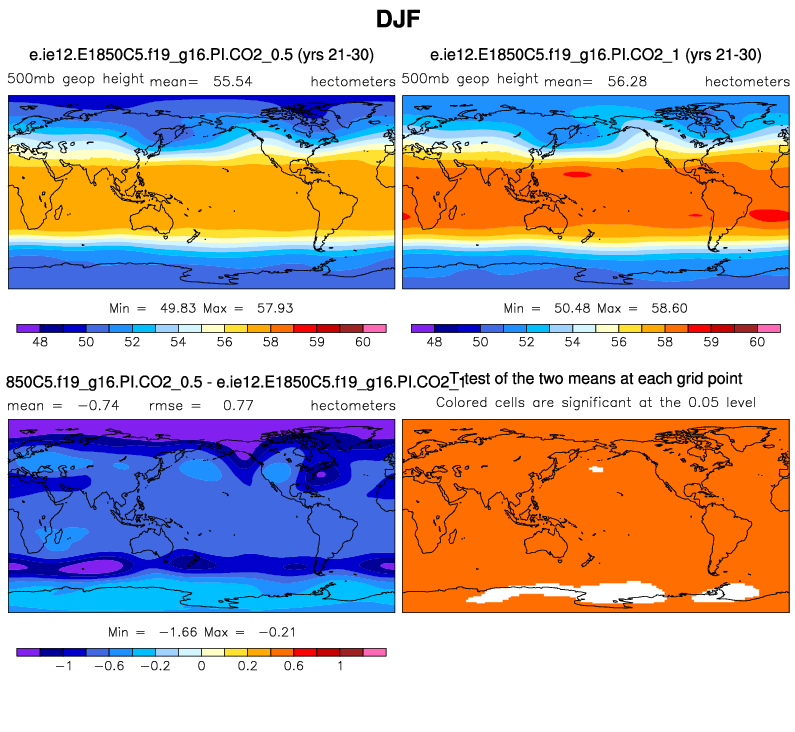 DJF
e.ie12.E1850C5.f19_g16.PI.CO2_0.5 (yrs 21-30)
e.ie12.E1850C5.f19_g16.PI.CO2_1 (yrs 21-30)
500mb geop height mean= 55.54 hectometers
500mb geop height mean= 56.28 hectometers
Min = 49.83 Max = 57.93
Min = 50.48 Max = 58.60
48 50 52 54 56 58 59 60
48 50 52 54 56 58 59 60
850C5.f19_g16.PI.CO2_0.5 - e.ie12.E1850C5.f19_g16.PI.CO2_1
T-test of the two means at each grid point
mean = -0.74 rmse = 0.77 hectometers
Colored cells are significant at the 0.05 level
Min = -1.66 Max = -0.21
-1 -0.6 -0.2 0 0.2 0.6 1